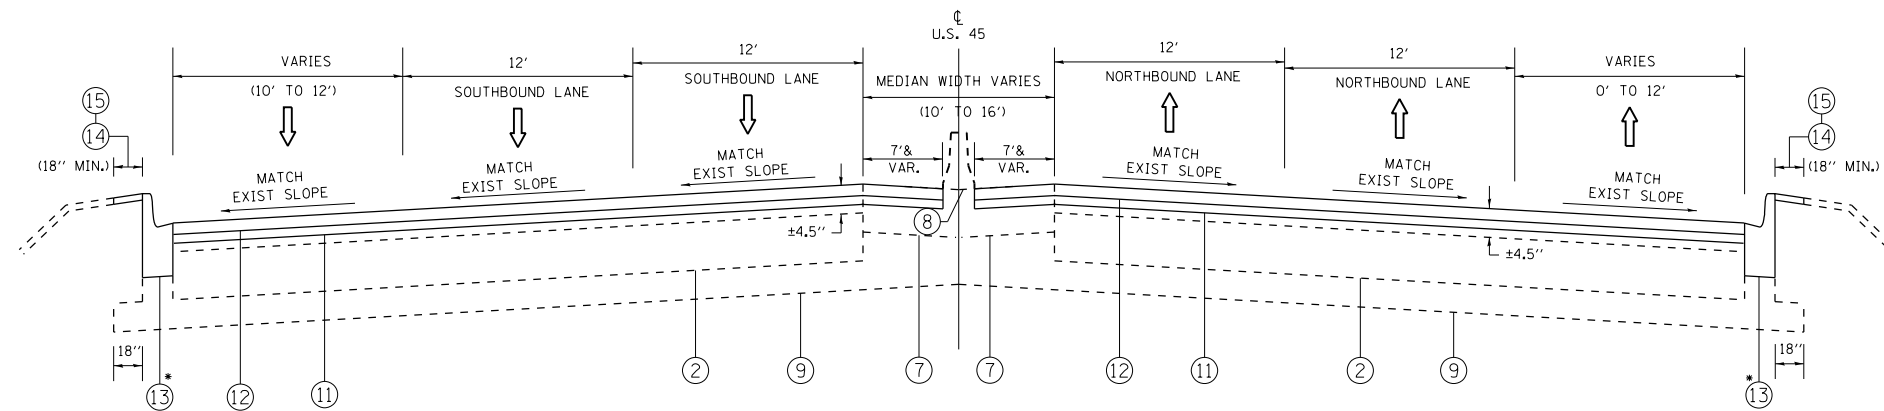 ℄
U.S. 45
VARIES
(10' TO 12')
12'
SOUTHBOUND LANE
12'
SOUTHBOUND LANE
MEDIAN WIDTH VARIES
(10' TO 16')
12'
NORTHBOUND LANE
12'
NORTHBOUND LANE
VARIES
0' TO 12'
15
14
(18" MIN.)
15
14
(18" MIN.)
MATCH
EXIST SLOPE
MATCH
EXIST SLOPE
MATCH
EXIST SLOPE
7'&
VAR.
7'&
VAR.
MATCH
EXIST SLOPE
MATCH
EXIST SLOPE
MATCH
EXIST SLOPE
±4.5"
8
±4.5"
18"
13*
12
11
2
9
7
7
12
11
2
9
*13
18"